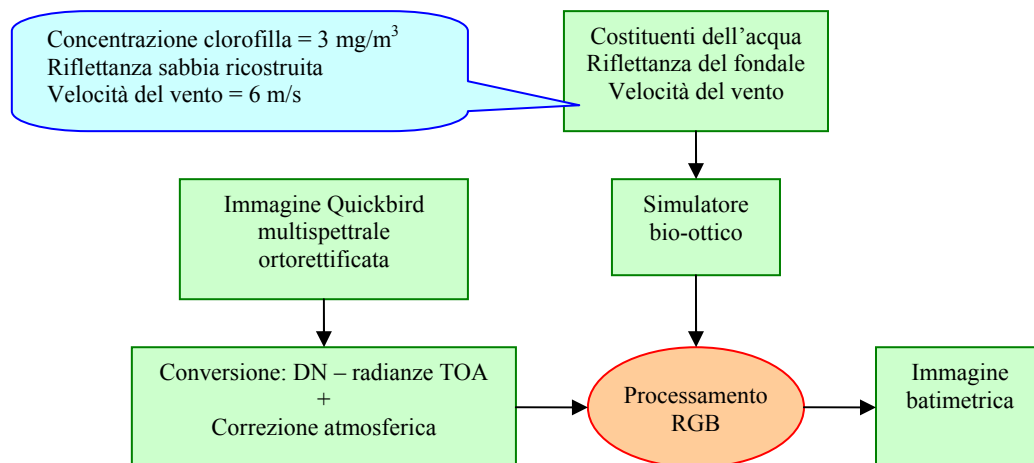 Concentrazione clorofilla = 3 mg/m³
Riflettanza sabbia ricostruita
Velocità del vento = 6 m/s
Costituenti dell’acqua
Riflettanza del fondale
Velocità del vento
Immagine Quickbird
multispettrale
ortorettificata
Simulatore
bio-ottico
Conversione: DN – radianze TOA
+
Correzione atmosferica
Processamento
RGB
Immagine
batimetrica